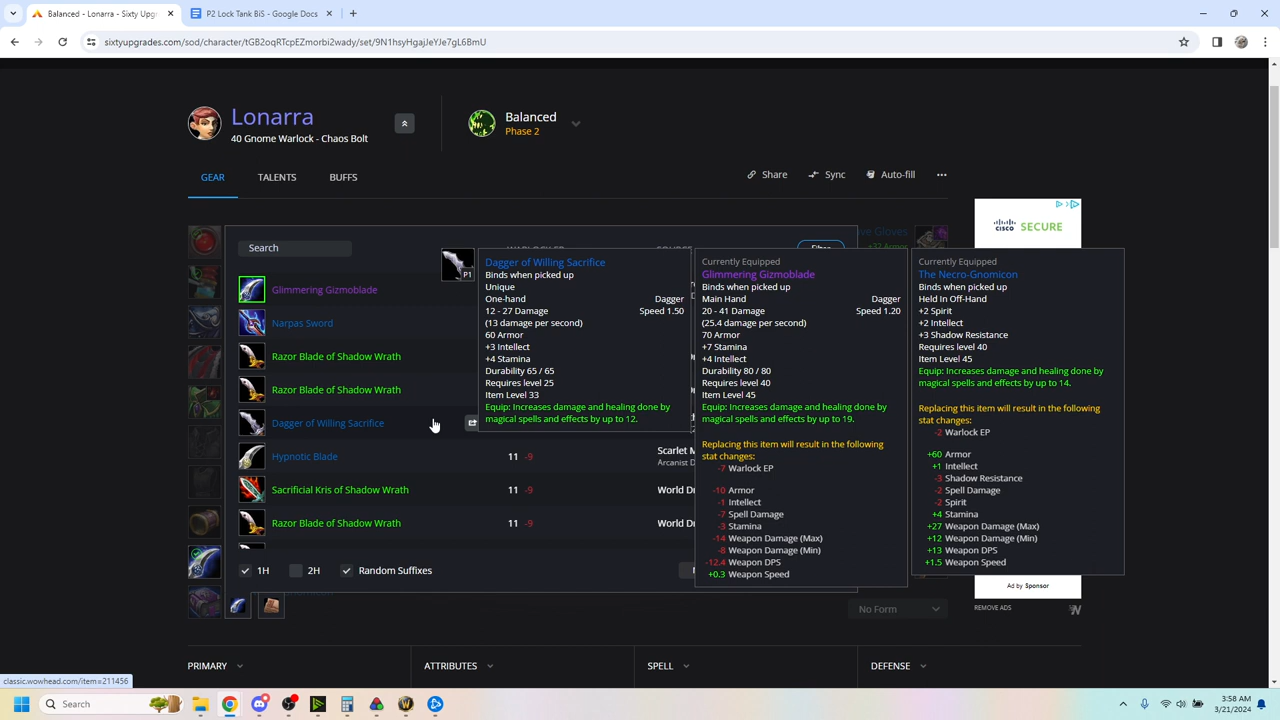 Balanced - Lonarra - Sixty Upg
P2 Lock Tank BiS - Google Docs
sixtyupgrades.com/sod/character/tGB2oqRTcpEZmorbi2wady/set/9N1hsyHgajJeYJe7gL6BmU
Lonarra
40 Gnome Warlock - Chaos Bolt
Balanced
Phase 2
GEAR
TALENTS
BUFFS
Share
Sync
Auto-fill
Search
Glimmering Gizmoblade
Narpas Sword
Razor Blade of Shadow Wrath
Razor Blade of Shadow Wrath
Dagger of Willing Sacrifice
Hypnotic Blade
11 -9
Scarlet M
Arcanist D
Sacrificial Kris of Shadow Wrath
11 -9
World Dr
Razor Blade of Shadow Wrath
11 -9
World Dr
1H
2H
Random Suffixes
P1
Dagger of Willing Sacrifice
Binds when picked up
Unique
One-hand Dagger
12 - 27 Damage Speed 1.50
(13 damage per second)
60 Armor
+3 Intellect
+4 Stamina
Durability 65 / 65
Requires level 25
Item Level 33
Equip: Increases damage and healing done by
magical spells and effects by up to 12.
Currently Equipped
Glimmering Gizmoblade
Binds when picked up
Main Hand Dagger
20 - 41 Damage Speed 1.20
(25.4 damage per second)
70 Armor
+7 Stamina
+4 Intellect
Durability 80 / 80
Requires level 40
Item Level 45
Equip: Increases damage and healing done by
magical spells and effects by up to 19.
Replacing this item will result in the following
stat changes:
-7 Warlock EP
-10 Armor
-1 Intellect
-7 Spell Damage
-3 Stamina
-14 Weapon Damage (Max)
-8 Weapon Damage (Min)
-12.4 Weapon DPS
+0.3 Weapon Speed
Currently Equipped
The Necro-Gnomicon
Binds when picked up
Held In Off-Hand
+2 Spirit
+2 Intellect
+3 Shadow Resistance
Requires level 40
Item Level 45
Equip: Increases damage and healing done by
magical spells and effects by up to 14.
Replacing this item will result in the following
stat changes:
-2 Warlock EP
+60 Armor
+1 Intellect
-3 Shadow Resistance
-2 Spell Damage
-2 Spirit
+4 Stamina
+27 Weapon Damage (Max)
+12 Weapon Damage (Min)
+13 Weapon DPS
+1.5 Weapon Speed
CISCO SECURE
Ad by Sponsor
REMOVE ADS
No Form
PRIMARY
ATTRIBUTES
SPELL
DEFENSE
classic.wowhead.com/item=211456
Search
3:58 AM
3/21/2024